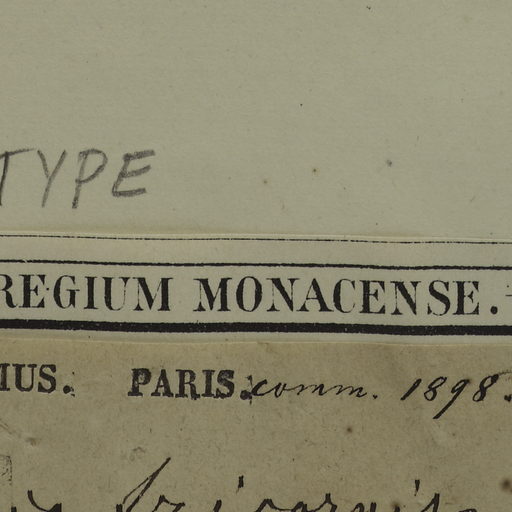 TYPE
REGIUM MONACENSE.
IUS. PARIS. comm. 1898.